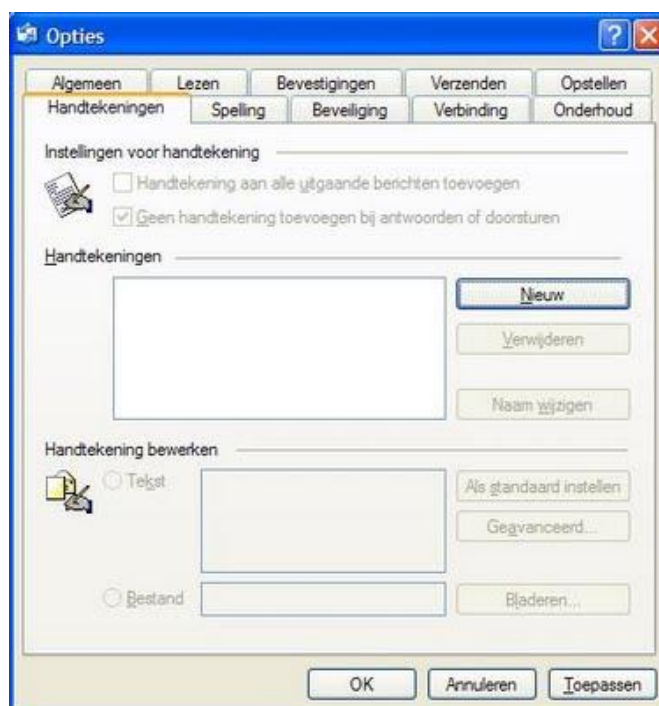 Opties
Algemeen Lezen Bevestigingen Verzenden Opstellen
Handtekeningen Spelling Beveiliging Verbinding Onderhoud
Instellingen voor handtekening
Handtekening aan alle uitgaande berichten toevoegen
Geen handtekening toevoegen bij antwoorden of doorsturen
Handtekeningen
Nieuw
Verwijderen
Naam wijzigen
Handtekening bewerken
Tekst
Als standaard instellen
Geavanceerd...
Bestand
Bladeren...
OK Annuleren Toepassen